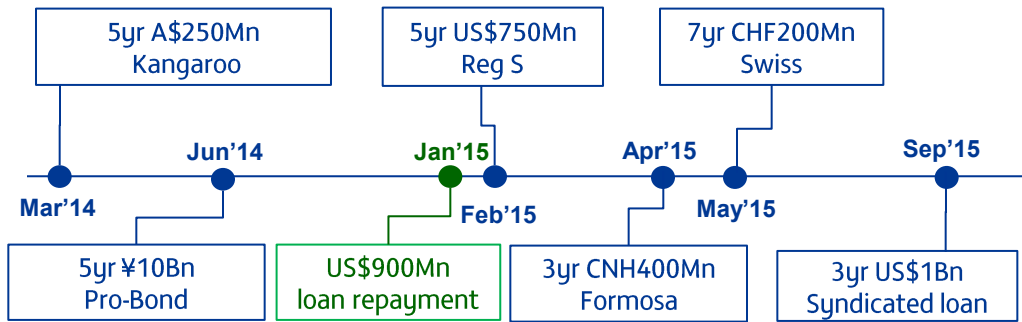 5yr A$250Mn
Kangaroo
5yr US$750Mn
Reg S
7yr CHF200Mn
Swiss
Jun’14
Jan’15
Apr’15
Sep’15
Mar’14
Feb’15
May’15
5yr ¥10Bn
Pro-Bond
US$900Mn
loan repayment
3yr CNH400Mn
Formosa
3yr US$1Bn
Syndicated loan